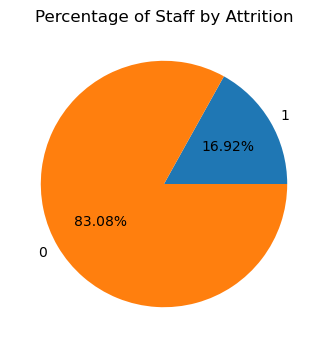 Percentage of Staff by Attrition
1
16.92%
83.08%
0